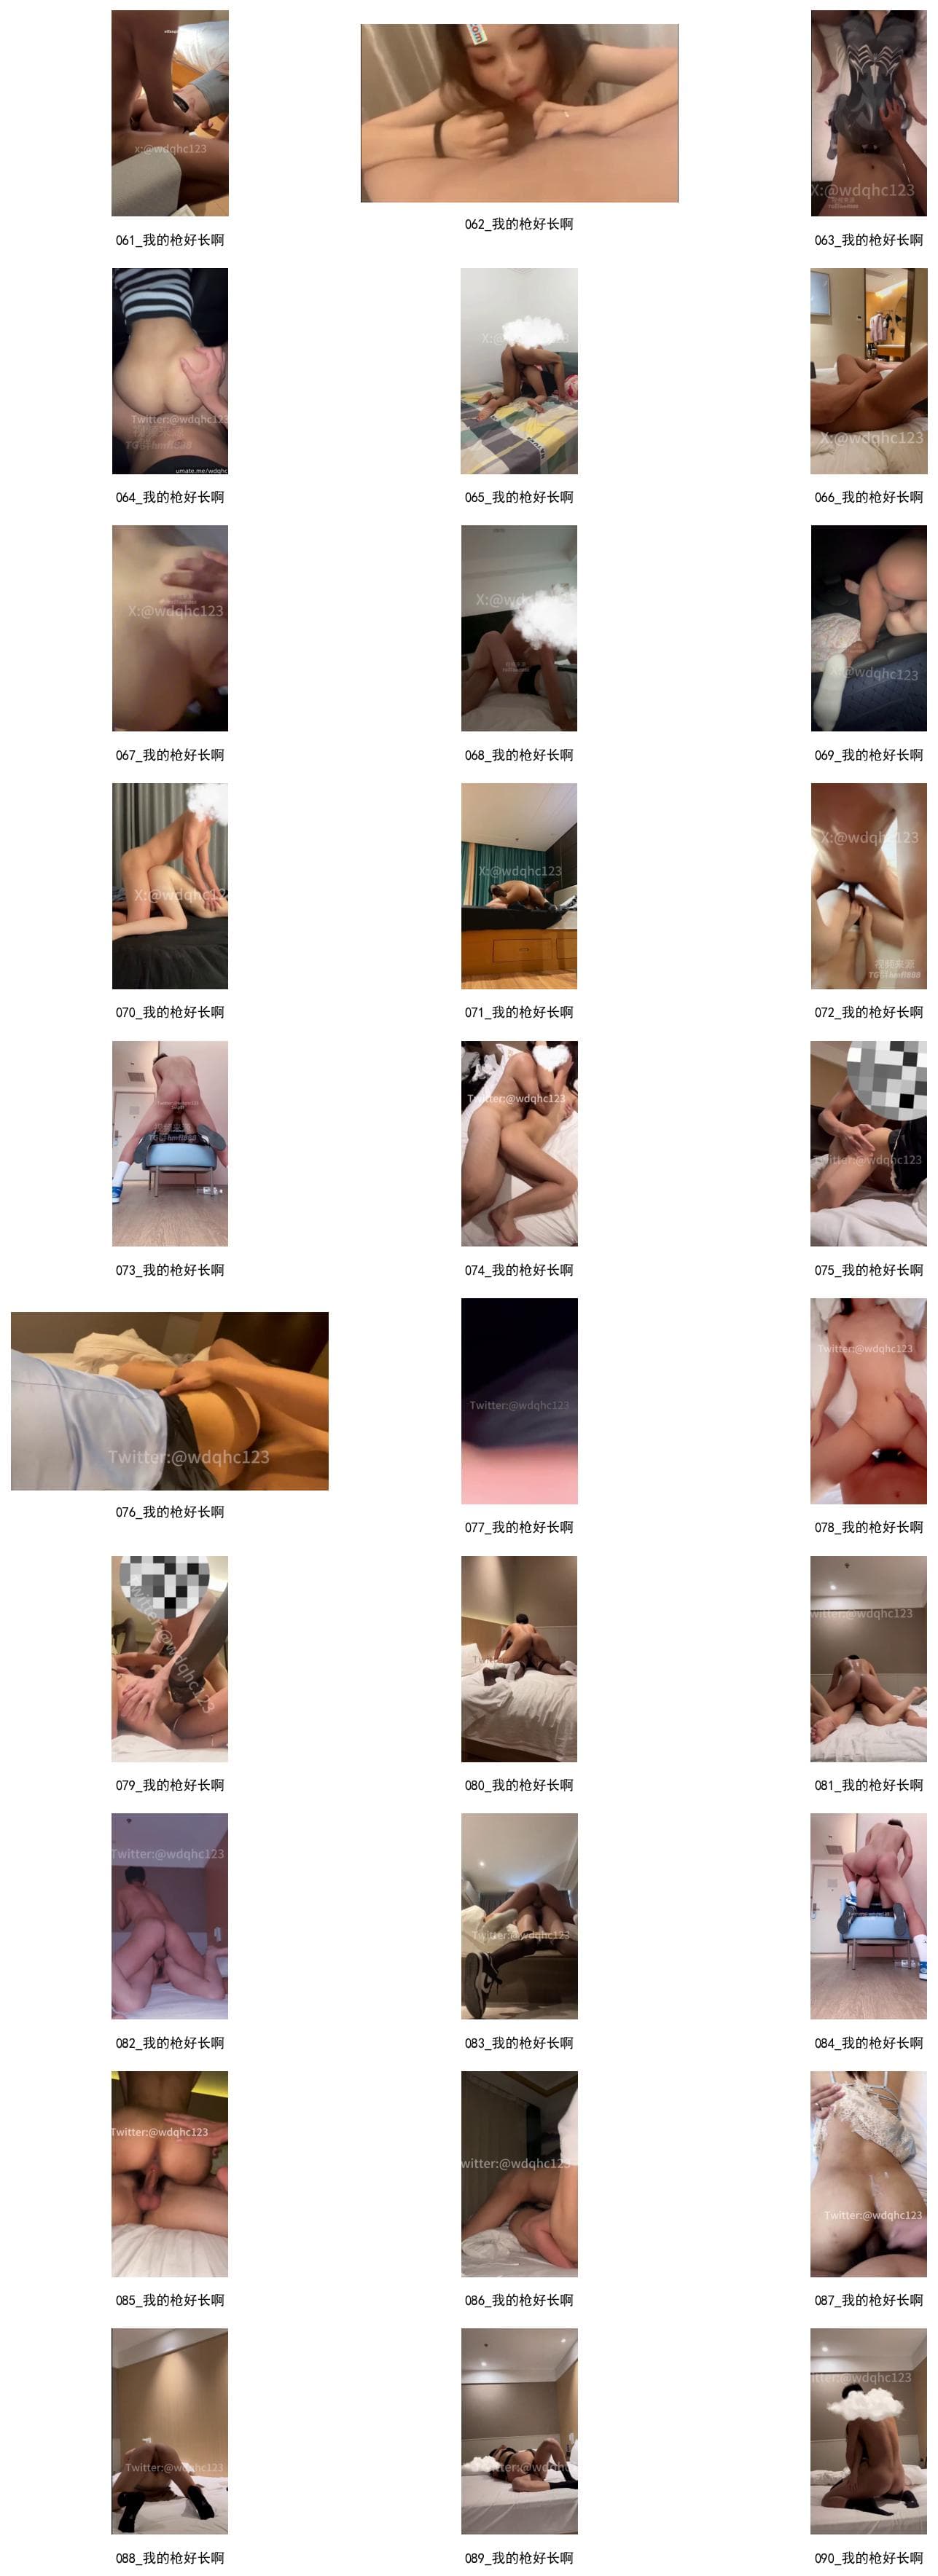 x:@wdqhc123
com
X:@wdqhc123
061_我的枪好长啊
062_我的枪好长啊
063_我的枪好长啊
Twitter:@wdqhc123
umate.me/wdqhc
X:@wdqhc123
064_我的枪好长啊
065_我的枪好长啊
066_我的枪好长啊
X:@wdqhc123
X:@wdqhc123
X:@wdqhc123
067_我的枪好长啊
068_我的枪好长啊
069_我的枪好长啊
X:@wdqhc12
X:@wdqhc123
X:@wdqhc123
视频来源
070_我的枪好长啊
071_我的枪好长啊
072_我的枪好长啊
视频来源
Twitter:@wdqhc123
Twitter:@wdqhc123
073_我的枪好长啊
074_我的枪好长啊
075_我的枪好长啊
Twitter:@wdqhc123
Twitter:@wdqhc123
Twitter:@wdqhc123
076_我的枪好长啊
077_我的枪好长啊
078_我的枪好长啊
Twitter:@wdqhc123
witter:@wdqhc123
079_我的枪好长啊
080_我的枪好长啊
081_我的枪好长啊
Twitter:@wdqhc123
Twitter:@wdqhc123
082_我的枪好长啊
083_我的枪好长啊
084_我的枪好长啊
Twitter:@wdqhc123
witter:@wdqhc123
Twitter:@wdqhc123
085_我的枪好长啊
086_我的枪好长啊
087_我的枪好长啊
Twitter:@wdqhc123
Twitter:@wdqhc123
itter:@wdqhc123
088_我的枪好长啊
089_我的枪好长啊
090_我的枪好长啊